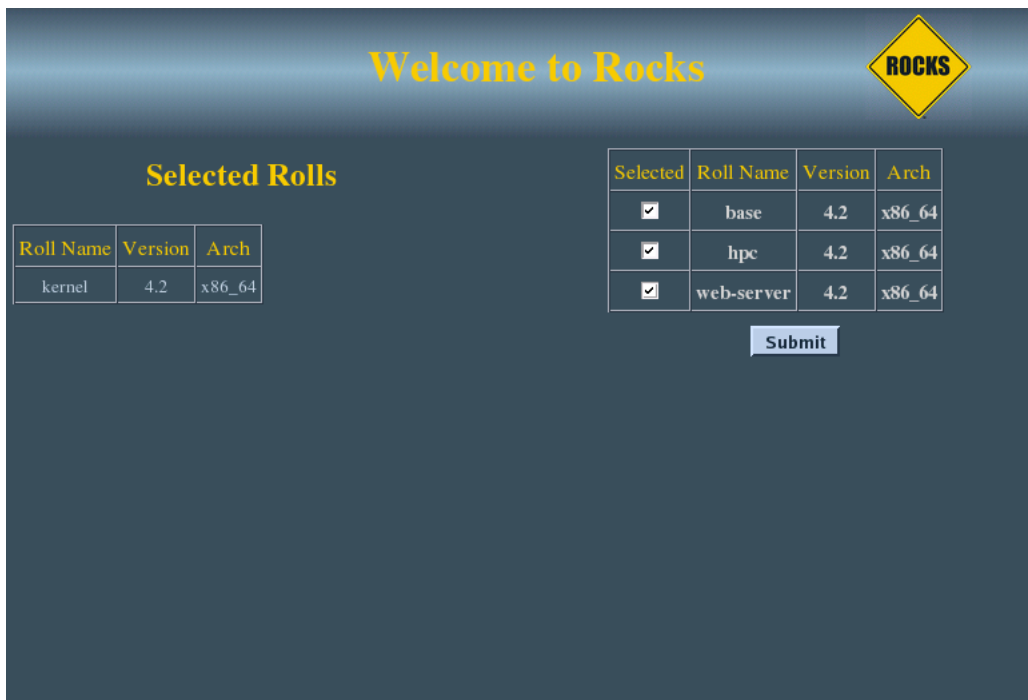 Welcome to Rocks
ROCKS
Selected Rolls
Roll Name Version Arch
kernel 4.2 x86_64
Selected Roll Name Version Arch
base 4.2 x86_64
hpc 4.2 x86_64
web-server 4.2 x86_64
Submit